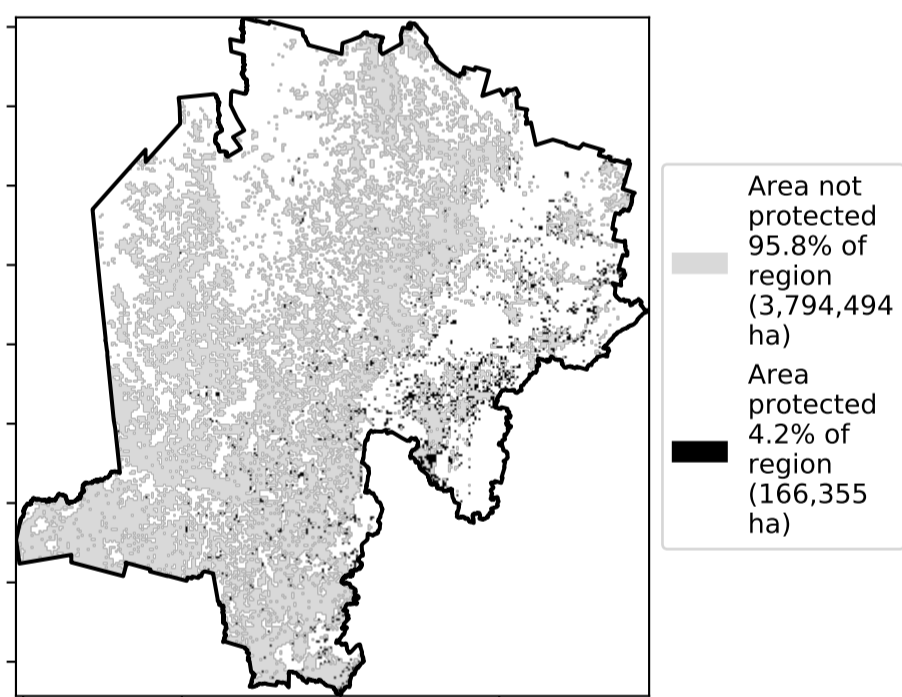 Area not
protected
95.8% of
region
(3,794,494
ha)
Area
protected
4.2% of
region
(166,355
ha)